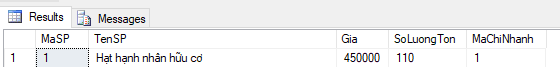 Results Messages
MaSP TenSP Gia SoLuongTon MaChiNhanh
1 1 Hạt hạnh nhân hữu cơ 450000 110 1